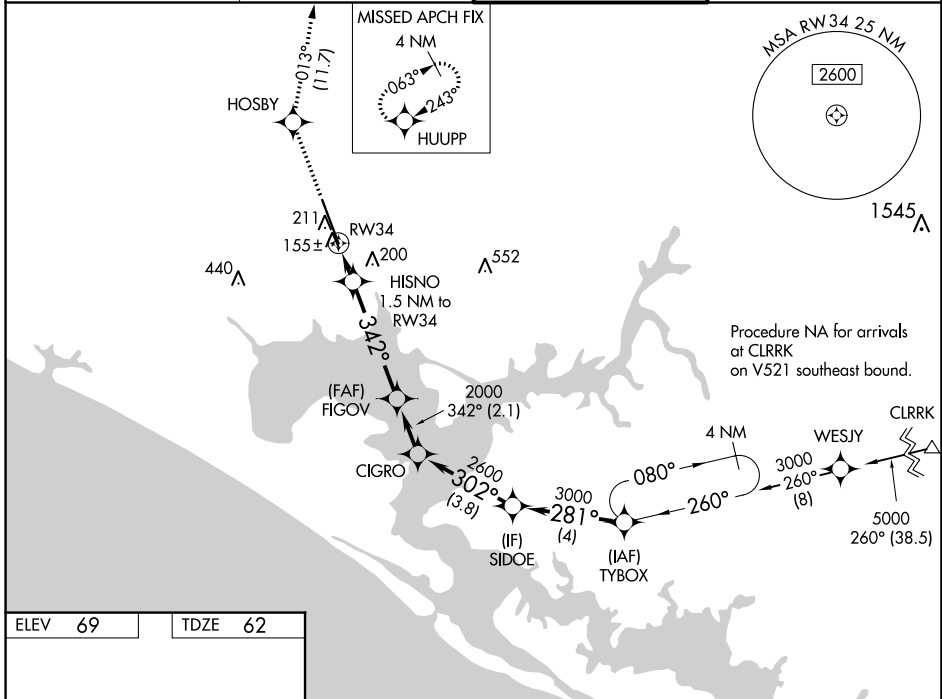 013°
(11.7)
HOSBY
MISSED APCH FIX
4 NM
063°
243°
HUUPP
MSA RW34 25 NM
2600
1545
211
RW34
155±
200
552
440
HISNO
1.5 NM to
RW34
342°
Procedure NA for arrivals
at CLRRK
on V521 southeast bound.
(FAF)
FIGOV
2000
342° (2.1)
CIGRO
2600
302°
(3.8)
(IF)
SIDOE
3000
281°
(4)
(IAF)
TYBOX
080°
4 NM
260°
WESJY
3000
260°
(8)
CLRRK
5000
260° (38.5)
ELEV 69
TDZE 62